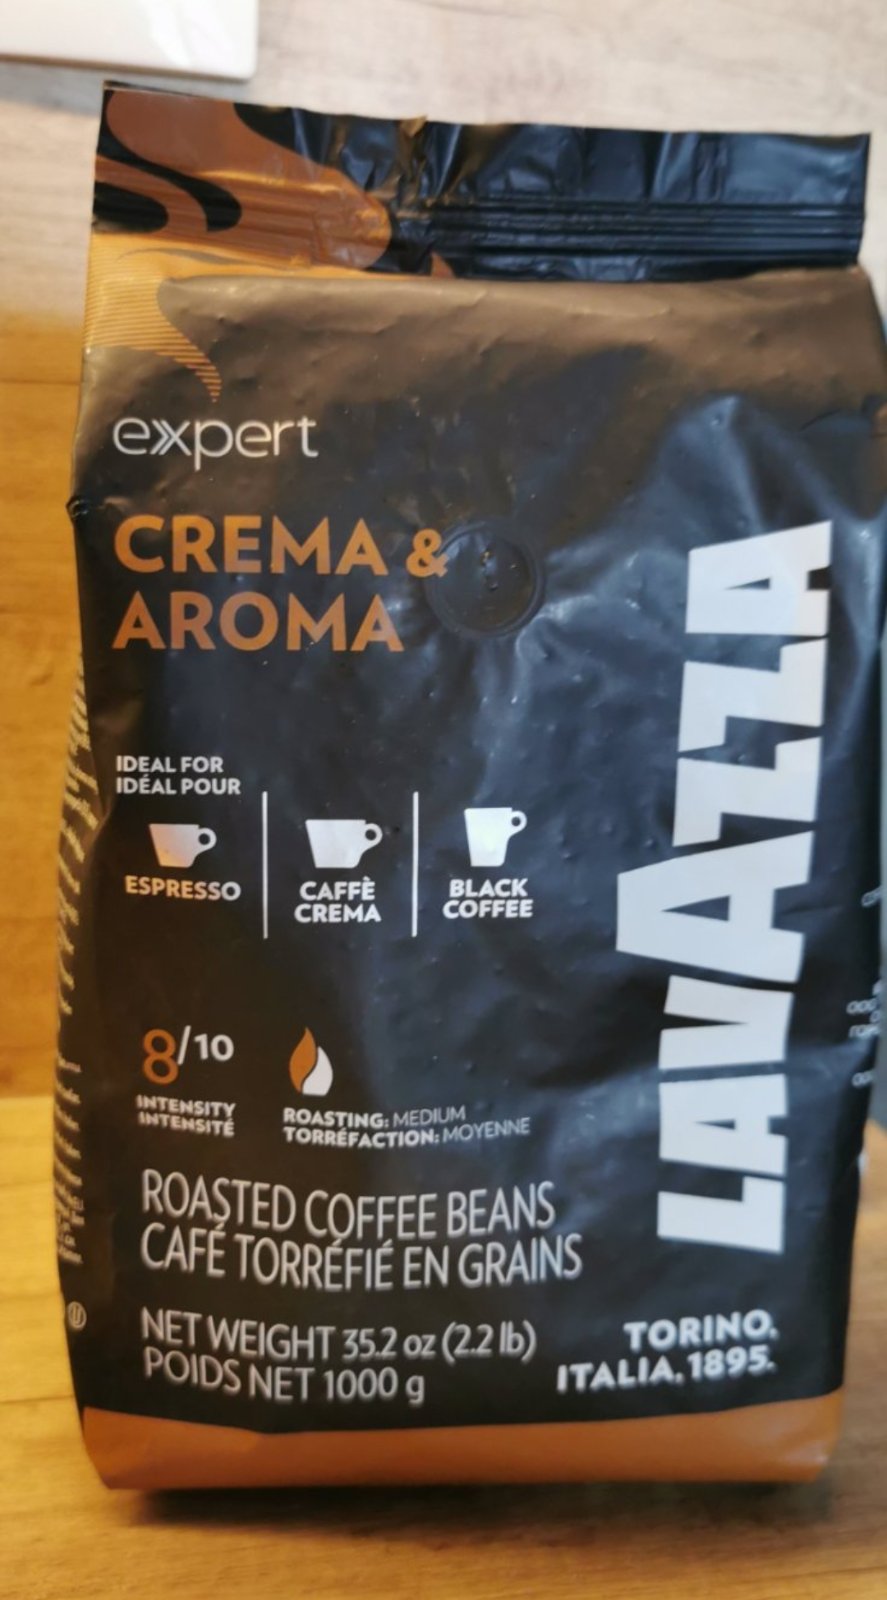 expert
CREMA &
AROMA
IDEAL FOR
IDÉAL POUR
ESPRESSO
CAFFÈ
CREMA
BLACK
COFFEE
8/10
INTENSITY
INTENSITÉ
ROASTING: MEDIUM
TORRÉFACTION: MOYENNE
ROASTED COFFEE BEANS
CAFÉ TORRÉFIÉ EN GRAINS
NET WEIGHT 35.2 oz (2.2 lb)
POIDS NET 1000 g
LAVAZZA
TORINO.
ITALIA, 1895.